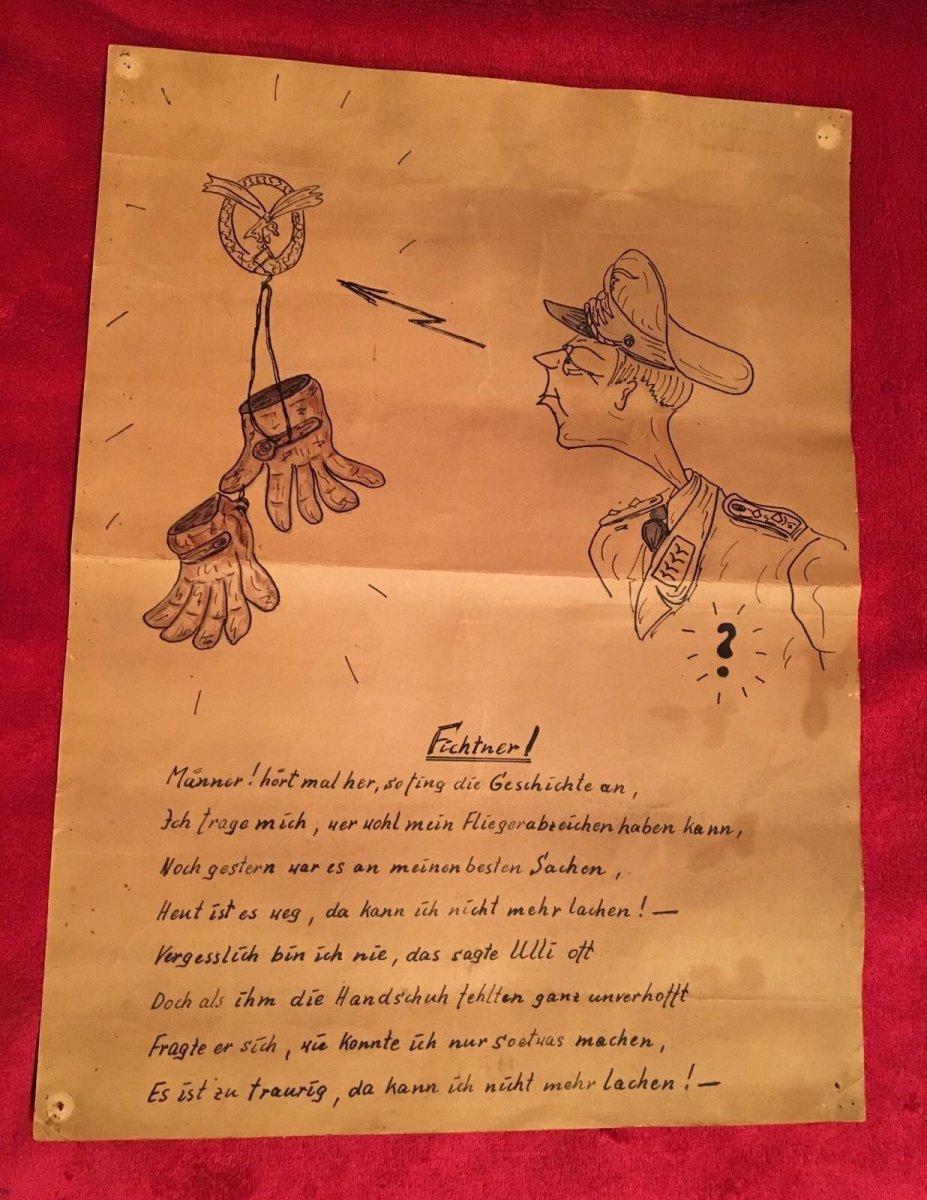 ?
Fichtner!
Männer! hört mal her, so fing die Geschichte an,
Ich frage mich, wer wohl mein Fliegerabzeichen haben kann,
Noch gestern war es an meinen besten Sachen,
Heut ist es weg, da kann ich nicht mehr lachen! —
Vergesslich bin ich nie, das sagte Ulli oft
Doch als ihm die Handschuh fehlten ganz unverhofft
Fragte er sich, wie konnte ich nur soetwas machen,
Es ist zu traurig, da kann ich nicht mehr lachen! —